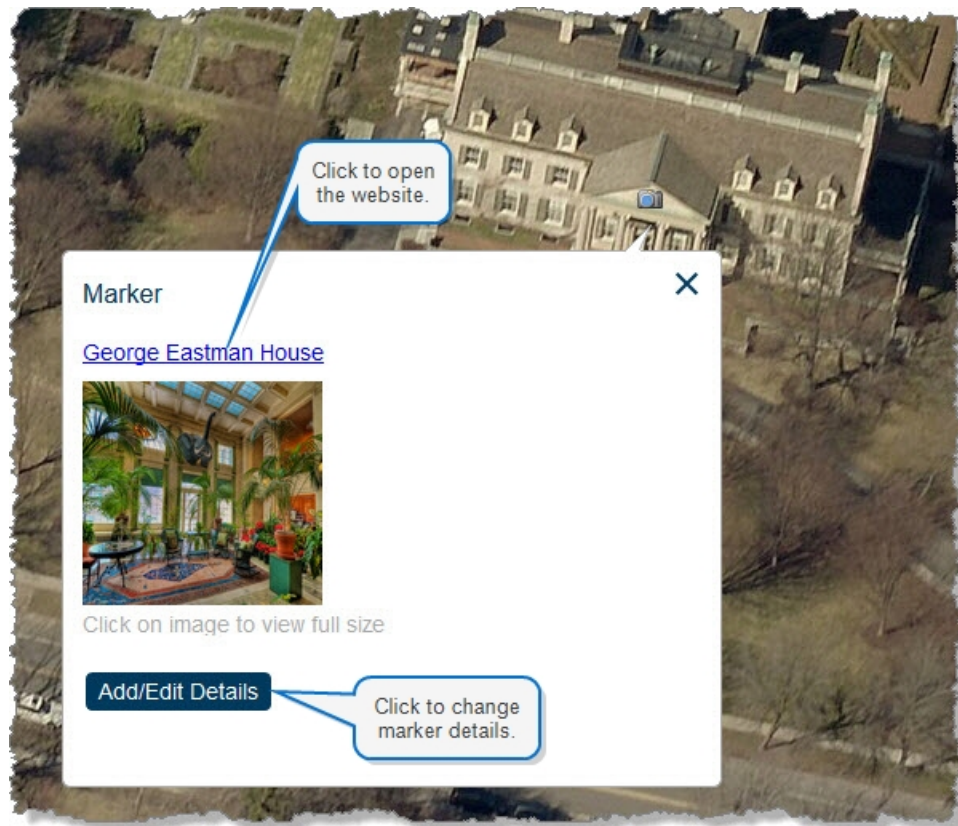 Click to open
the website.
Marker
George Eastman House
Click on image to view full size
Add/Edit Details
Click to change
marker details.